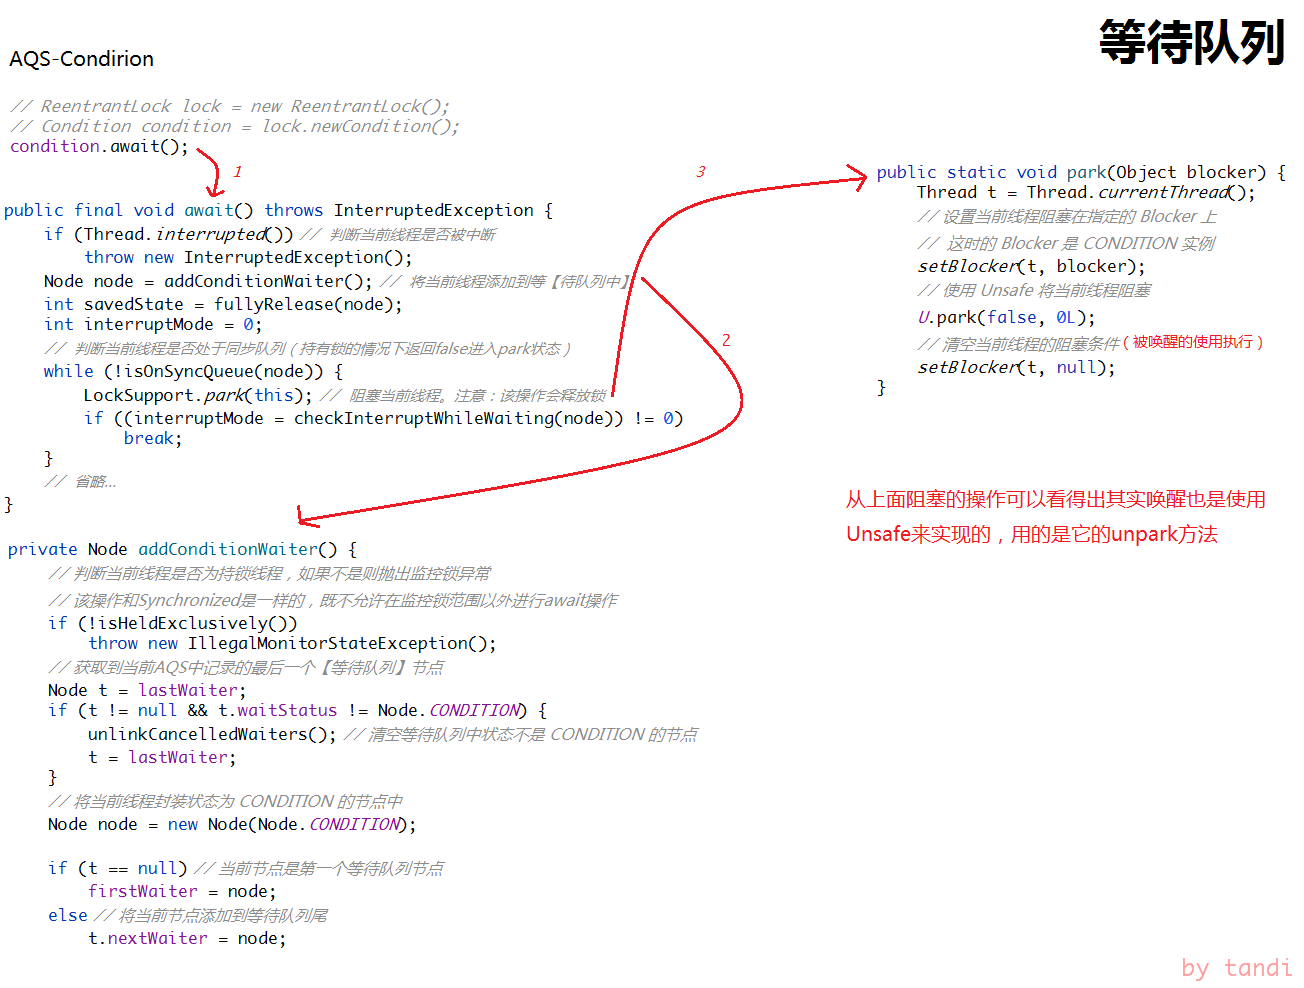 等待队列
AQS-Condirion
// ReentrantLock lock = new ReentrantLock();
// Condition condition = lock.newCondition();
condition.await();
1
public final void await() throws InterruptedException {
if (Thread.interrupted()) // 判断当前线程是否被中断
throw new InterruptedException();
Node node = addConditionWaiter(); // 将当前线程添加到等【待队列中】
int savedState = fullyRelease(node);
int interruptMode = 0;
// 判断当前线程是否处于同步队列（持有锁的情况下返回false进入park状态）
while (!isOnSyncQueue(node)) {
LockSupport.park(this); // 阻塞当前线程。注意：该操作会释放锁
if ((interruptMode = checkInterruptWhileWaiting(node)) != 0)
break;
}
// 省略...
}
2
private Node addConditionWaiter() {
// 判断当前线程是否为持锁线程，如果不是则抛出监控锁异常
// 该操作和Synchronized是一样的，既不允许在监控锁范围以外进行await操作
if (!isHeldExclusively())
throw new IllegalMonitorStateException();
// 获取到当前AQS中记录的最后一个【等待队列】节点
Node t = lastWaiter;
if (t != null && t.waitStatus != Node.CONDITION) {
unlinkCancelledWaiters(); // 清空等待队列中状态不是 CONDITION 的节点
t = lastWaiter;
}
// 将当前线程封装状态为 CONDITION 的节点中
Node node = new Node(Node.CONDITION);
if (t == null) // 当前节点是第一个等待队列节点
firstWaiter = node;
else // 将当前节点添加到等待队列尾
t.nextWaiter = node;
3
public static void park(Object blocker) {
Thread t = Thread.currentThread();
// 设置当前线程阻塞在指定的 Blocker 上
// 这时的 Blocker 是 CONDITION 实例
setBlocker(t, blocker);
// 使用 Unsafe 将当前线程阻塞
U.park(false, 0L);
// 清空当前线程的阻塞条件（被唤醒的使用执行）
setBlocker(t, null);
}
从上面阻塞的操作可以看得出其实唤醒也是使用
Unsafe来实现的，用的是它的unpark方法
by tandi